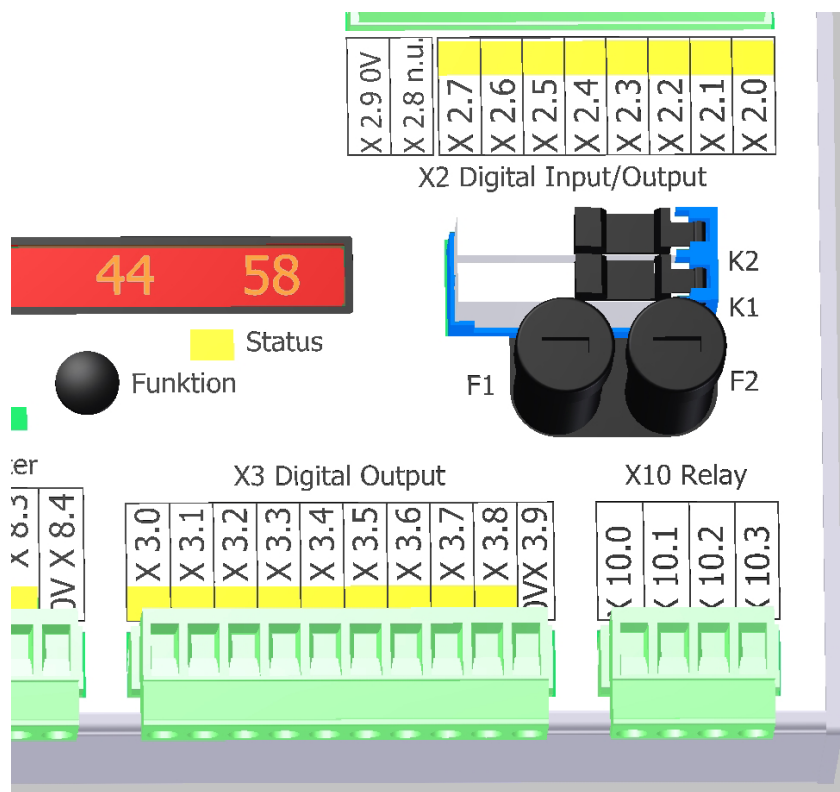 X 2.9 0V
X 2.8 n.u.
X 2.7
X 2.6
X 2.5
X 2.4
X 2.3
X 2.2
X 2.1
X 2.0
X2 Digital Input/Output
44 58
K2
K1
Status
Funktion
F1
F2
X3 Digital Output
X10 Relay
X 8.3
0V X 8.4
X 3.0
X 3.1
X 3.2
X 3.3
X 3.4
X 3.5
X 3.6
X 3.7
X 3.8
0VX 3.9
X 10.0
X 10.1
X 10.2
X 10.3